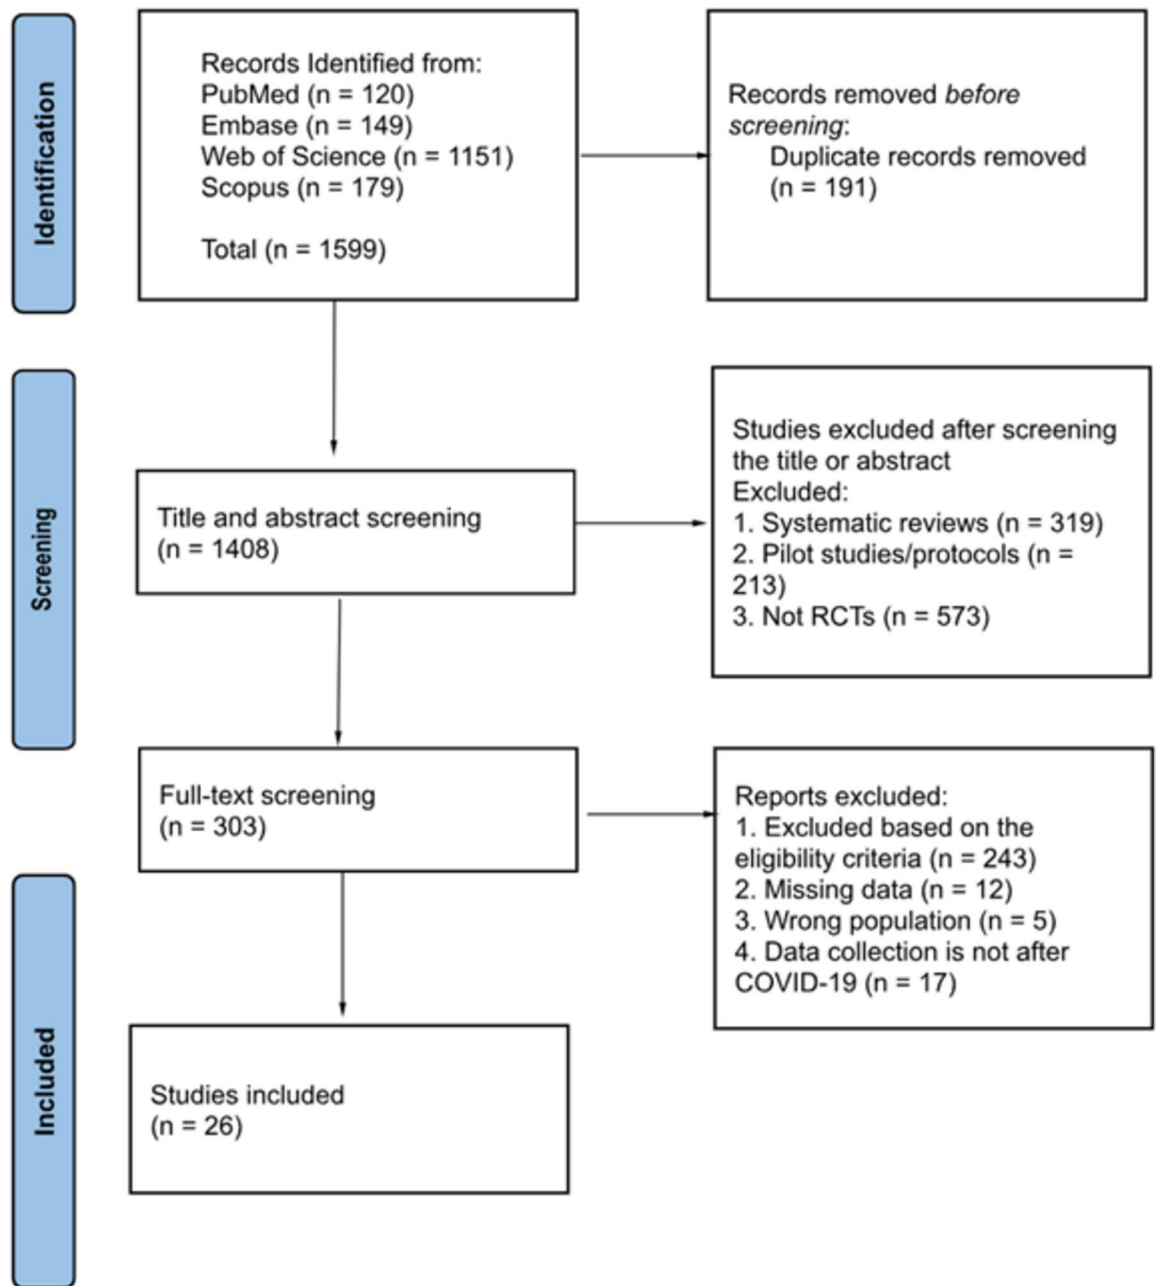 Identification
Records Identified from:
PubMed (n = 120)
Embase (n = 149)
Web of Science (n = 1151)
Scopus (n = 179)
Total (n = 1599)
Records removed before
screening:
Duplicate records removed
(n = 191)
Screening
Title and abstract screening
(n = 1408)
Studies excluded after screening
the title or abstract
Excluded:
1. Systematic reviews (n = 319)
2. Pilot studies/protocols (n =
213)
3. Not RCTs (n = 573)
Full-text screening
(n = 303)
Reports excluded:
1. Excluded based on the
eligibility criteria (n = 243)
2. Missing data (n = 12)
3. Wrong population (n = 5)
4. Data collection is not after
COVID-19 (n = 17)
Included
Studies included
(n = 26)